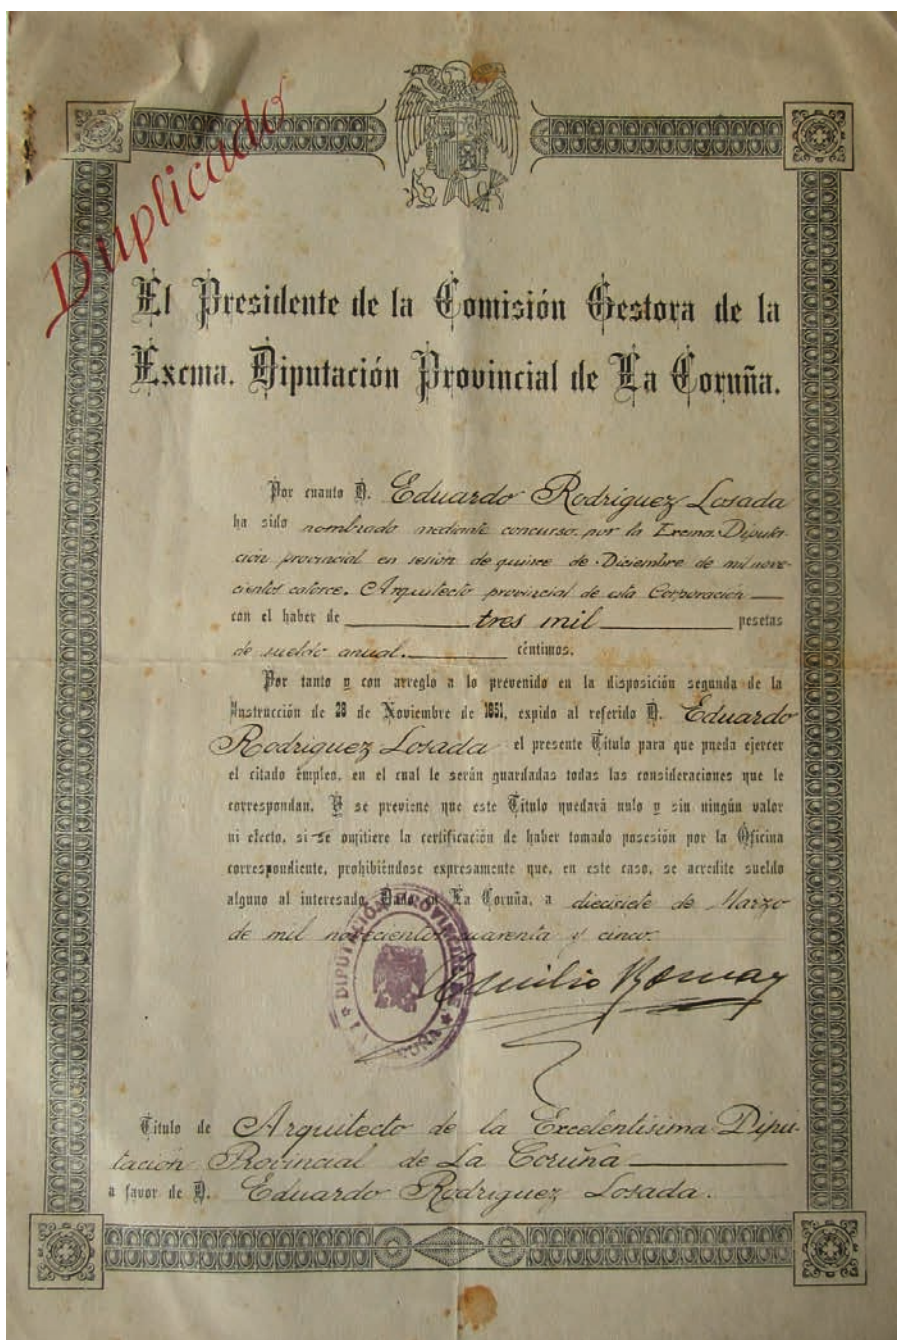 Duplicado
El Presidente de la Comisión Gestora de la
Excma. Diputación Provincial de La Coruña.
Por cuanto D. Eduardo Rodriguez Losada
ha sido nombrado mediante concurso por la Excma. Diputa-
ción provincial en sesión de quince de Diciembre de mil nove-
cientos catorce. Arquitecto provincial de esta Corporación
con el haber de tres mil pesetas
de sueldo anual. céntimos.
Por tanto y con arreglo a lo prevenido en la disposición segunda de la
Instrucción de 28 de Noviembre de 1851, expido al referido D. Eduardo
Rodriguez Losada el presente Título para que pueda ejercer
el citado empleo, en el cual le serán guardadas todas las consideraciones que le
correspondan. Y se previene que este Título quedará nulo y sin ningún valor
ni efecto, si se omitiere la certificación de haber tomado posesión por la Oficina
correspondiente, prohibiéndose expresamente que, en este caso, se acredite sueldo
alguno al interesado. Dado en La Coruña, a diecisiete de Marzo
de mil novecientos cuarenta y cinco.
DIPUTACIÓN PROVINCIAL
Emilio Romay
Título de Arquitecto de la Excelentisima Dipu-
tación Provincial de La Coruña
a favor de D. Eduardo Rodriguez Losada.